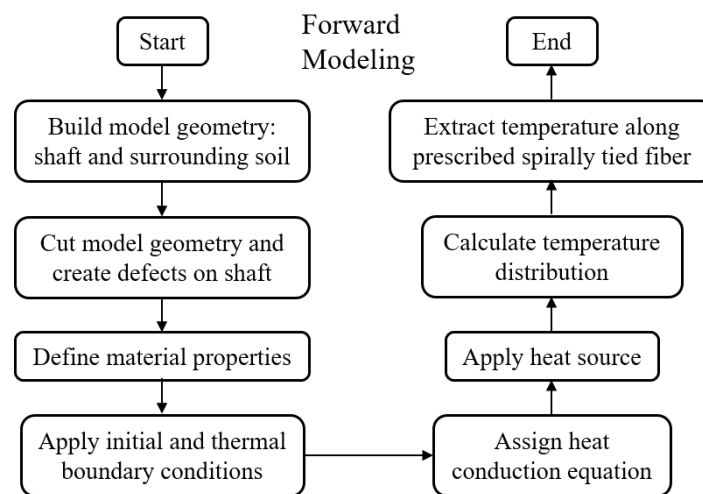 Forward
Modeling
Start
Build model geometry:
shaft and surrounding soil
Cut model geometry and
create defects on shaft
Define material properties
Apply initial and thermal
boundary conditions
Assign heat
conduction equation
Apply heat source
Calculate temperature
distribution
Extract temperature along
prescribed spirally tied fiber
End